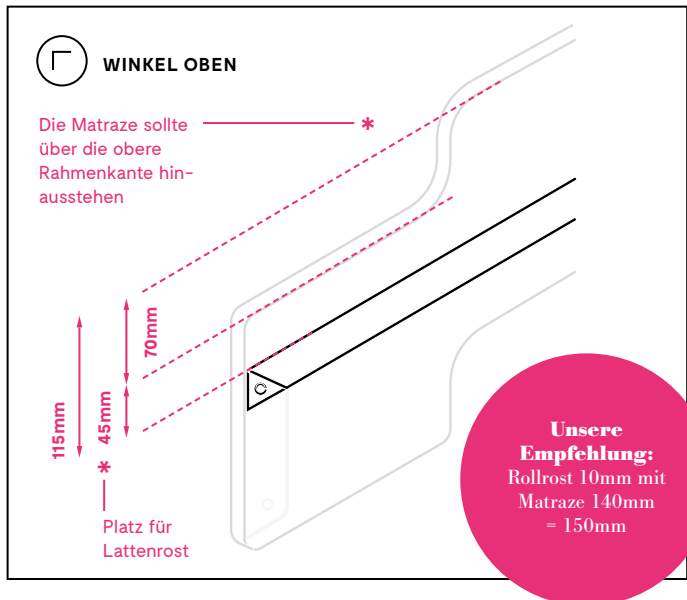 WINKEL OBEN
Die Matraze sollte
über die obere
Rahmenkante hin-
ausstehen
70mm
115mm
45mm
Platz für
Lattenrost
Unsere
Empfehlung:
Rollrost 10mm mit
Matraze 140mm
= 150mm